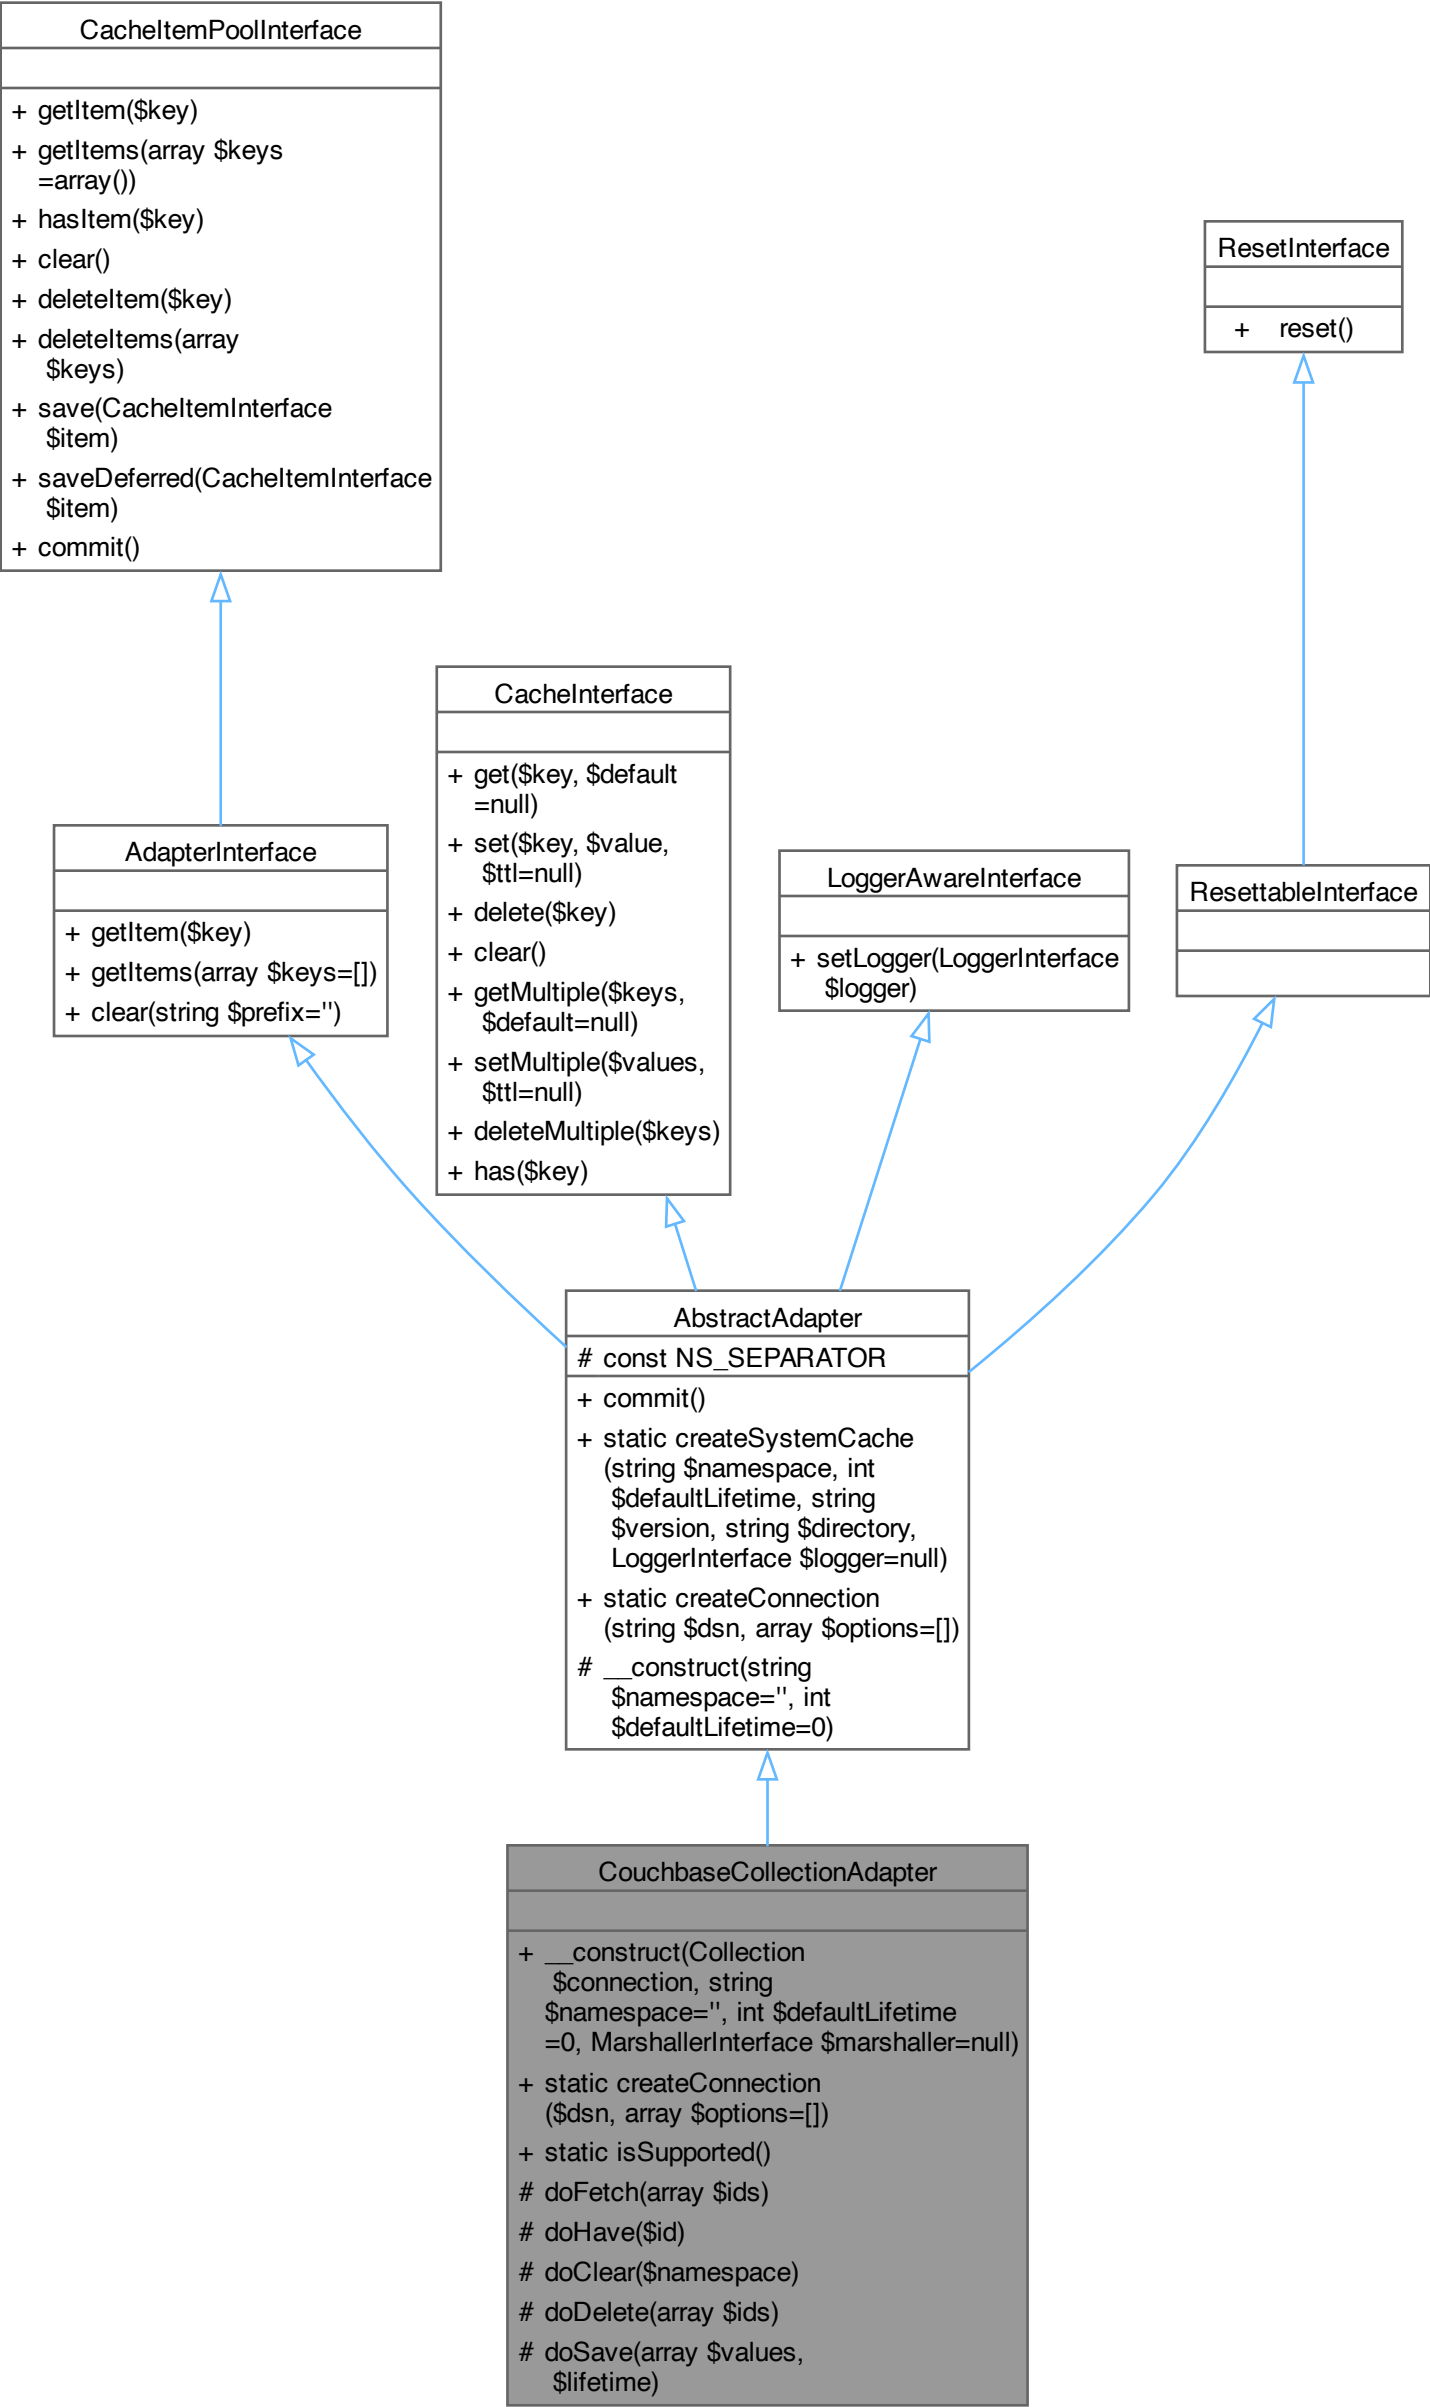 CacheItemPoolInterface
+ getItem($key)
+ getItems(array $keys
=array())
+ hasItem($key)
+ clear()
+ deleteItem($key)
+ deleteItems(array
$keys)
+ save(CacheItemInterface
$item)
+ saveDeferred(CacheItemInterface
$item)
+ commit()
ResetInterface
+ reset()
CacheInterface
+ get($key, $default
=null)
+ set($key, $value,
$ttl=null)
+ delete($key)
+ clear()
+ getMultiple($keys,
$default=null)
+ setMultiple($values,
$ttl=null)
+ deleteMultiple($keys)
+ has($key)
AdapterInterface
+ getItem($key)
+ getItems(array $keys=[])
+ clear(string $prefix='')
LoggerAwareInterface
+ setLogger(LoggerInterface
$logger)
ResettableInterface
AbstractAdapter
# const NS_SEPARATOR
+ commit()
+ static createSystemCache
(string $namespace, int
$defaultLifetime, string
$version, string $directory,
LoggerInterface $logger=null)
+ static createConnection
(string $dsn, array $options=[])
# __construct(string
$namespace='', int
$defaultLifetime=0)
CouchbaseCollectionAdapter
+ __construct(Collection
$connection, string
$namespace='', int $defaultLifetime
=0, MarshallerInterface $marshaller=null)
+ static createConnection
($dsn, array $options=[])
+ static isSupported()
# doFetch(array $ids)
# doHave($id)
# doClear($namespace)
# doDelete(array $ids)
# doSave(array $values,
$lifetime)